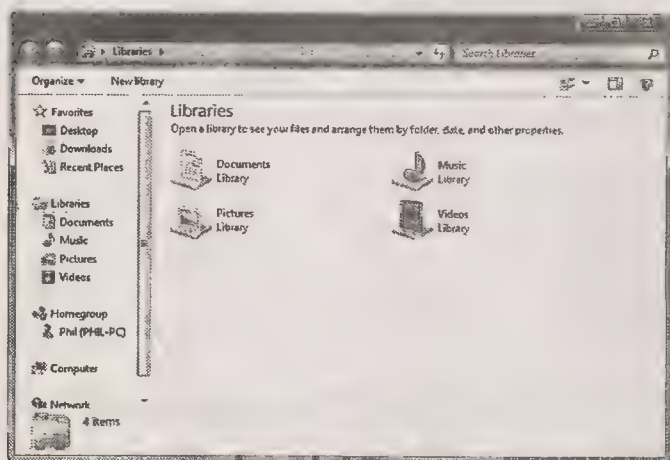 Libraries
Search Libraries
Organize
New library
Favorites
Desktop
Downloads
Recent Places
Libraries
Documents
Music
Pictures
Videos
Homegroup
Phil (PHIL-PC)
Computer
Network
4 items
Libraries
Open a library to see your files and arrange them by folder, date, and other properties.
Documents
Library
Music
Library
Pictures
Library
Videos
Library